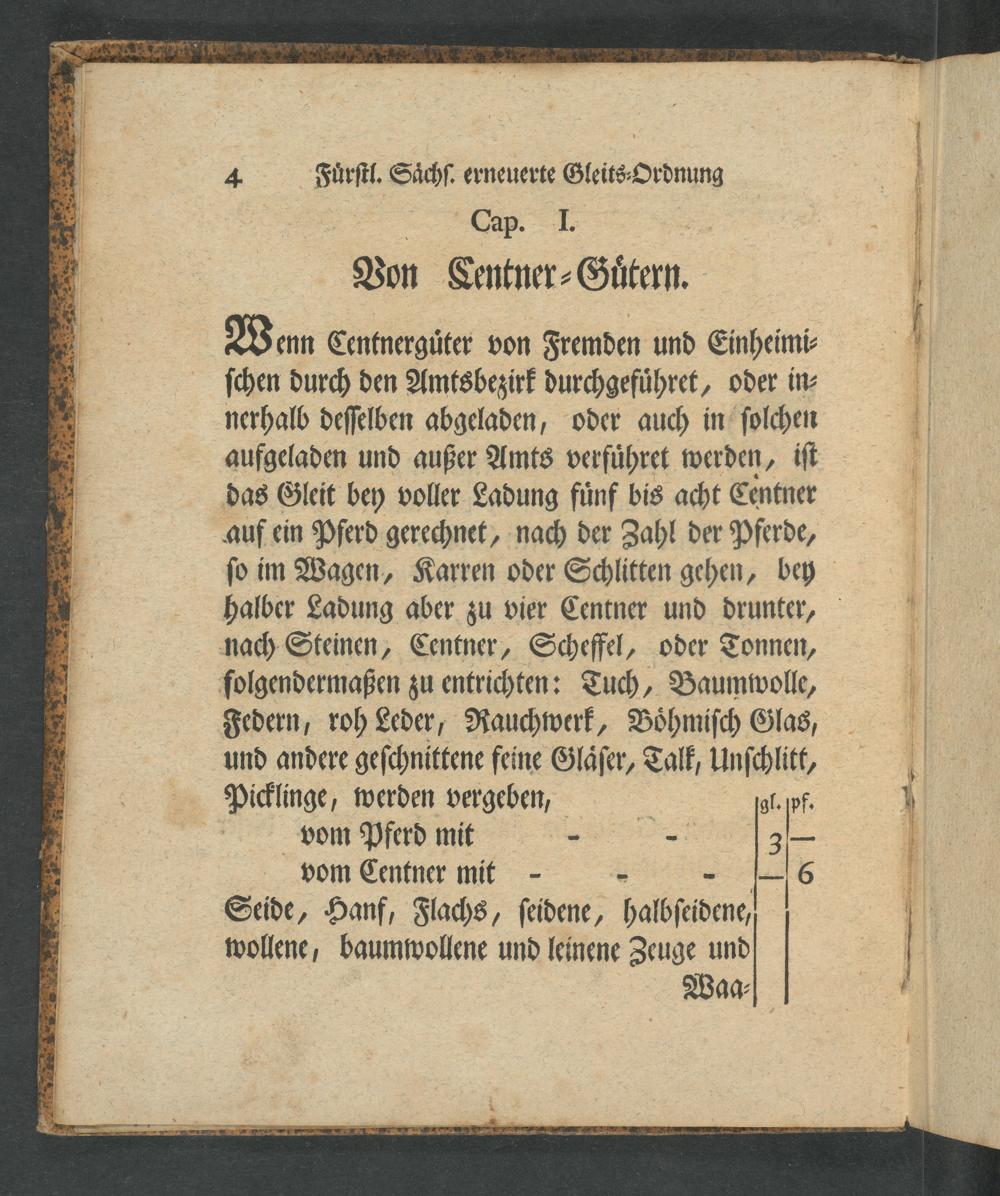 4 Fürstl. Sächs. erneuerte Gleits-Ordnung
Cap. I.
Von Centner-Gütern.
Wenn Centnergüter von Fremden und Einheimi-
schen durch den Amtsbezirk durchgeführet, oder in-
nerhalb desselben abgeladen, oder auch in solchen
aufgeladen und außer Amts verführet werden, ist
das Gleit bey voller Ladung fünf bis acht Centner
auf ein Pferd gerechnet, nach der Zahl der Pferde,
so im Wagen, Karren oder Schlitten gehen, bey
halber Ladung aber zu vier Centner und drunter,
nach Steinen, Centner, Scheffel, oder Tonnen,
folgendermaßen zu entrichten: Tuch, Baumwolle,
Federn, roh Leder, Rauchwerk, Böhmisch Glas,
und andere geschnittene feine Gläser, Talk, Unschlitt,
Picklinge, werden vergeben, gl. pf.
vom Pferd mit - - 3 —
vom Centner mit - - - — 6
Seide, Hanf, Flachs, seidene, halbseidene,
wollene, baumwollene und leinene Zeuge und
Waa-